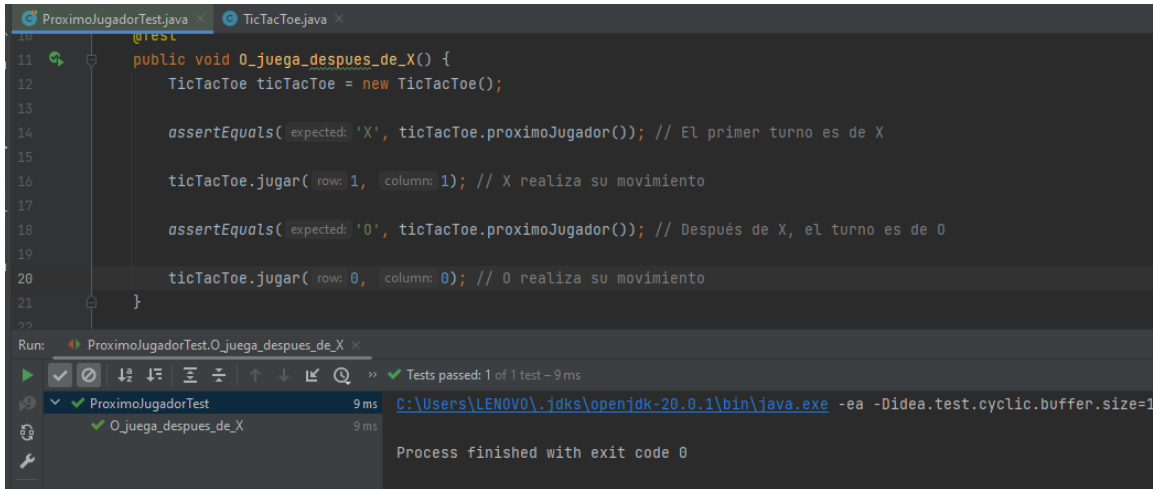 ProximoJugadorTest.java × TicTacToe.java ×
10 @Test
11 public void O_juega_despues_de_X() {
12 TicTacToe ticTacToe = new TicTacToe();
13
14 assertEquals( expected: 'X', ticTacToe.proximoJugador()); // El primer turno es de X
15
16 ticTacToe.jugar( row: 1, column: 1); // X realiza su movimiento
17
18 assertEquals( expected: 'O', ticTacToe.proximoJugador()); // Después de X, el turno es de O
19
20 ticTacToe.jugar( row: 0, column: 0); // O realiza su movimiento
21 }
22
Run: ProximoJugadorTest.O_juega_despues_de_X ×
» Tests passed: 1 of 1 test – 9 ms
ProximoJugadorTest 9 ms C:\Users\LENOVO\.jdks\openjdk-20.0.1\bin\java.exe -ea -Didea.test.cyclic.buffer.size=1
O_juega_despues_de_X 9 ms
Process finished with exit code 0